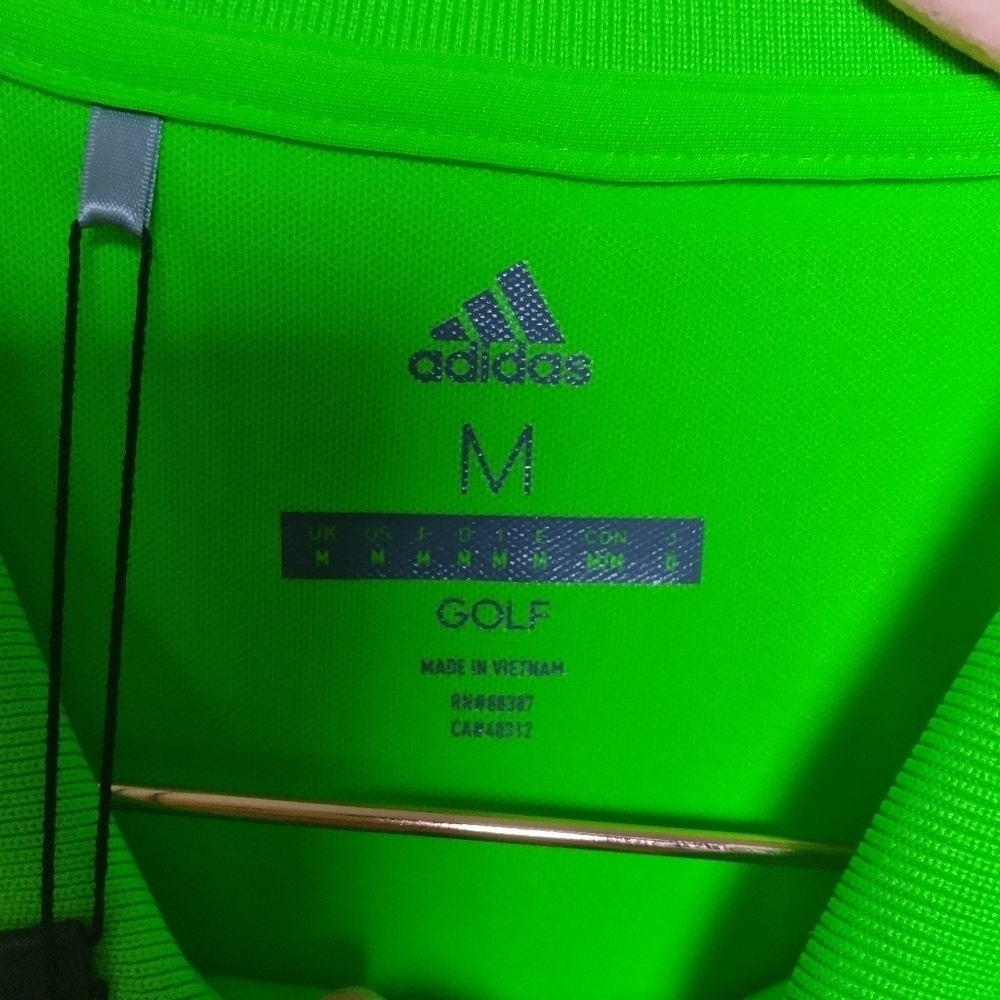 adidas
M
UK US F D I E CDN J
M M M M M M M/M O
GOLF
MADE IN VIETNAM
RN#88387
CA#40312